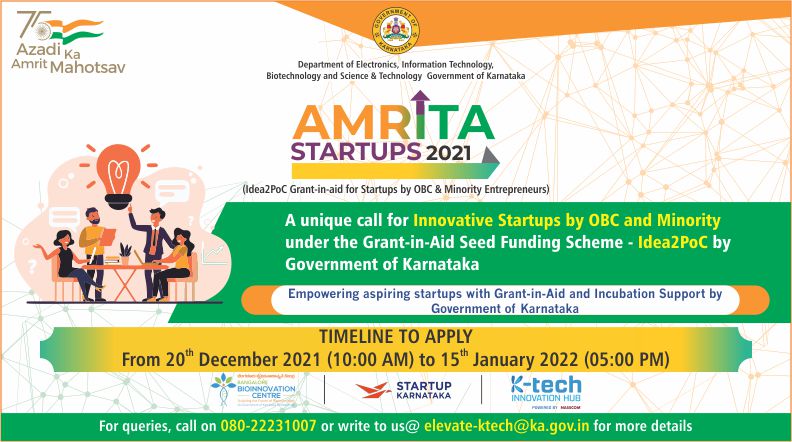 75
Azadi Ka
Amrit Mahotsav
GOVERNMENT OF
KARNATAKA
Department of Electronics, Information Technology,
Biotechnology and Science & Technology Government of Karnataka
AMRITA
STARTUPS 2021
(Idea2PoC Grant-in-aid for Startups by OBC & Minority Entrepreneurs)
A unique call for Innovative Startups by OBC and Minority
under the Grant-in-Aid Seed Funding Scheme - Idea2PoC by
Government of Karnataka
Empowering aspiring startups with Grant-in-Aid and Incubation Support by
Government of Karnataka
TIMELINE TO APPLY
From 20th December 2021 (10:00 AM) to 15th January 2022 (05:00 PM)
BANGALORE
BIOINNOVATION
CENTRE
STARTUP
KARNATAKA
K-tech
INNOVATION HUB
POWERED BY NASSCOM
For queries, call on 080-22231007 or write to us@ elevate-ktech@ka.gov.in for more details